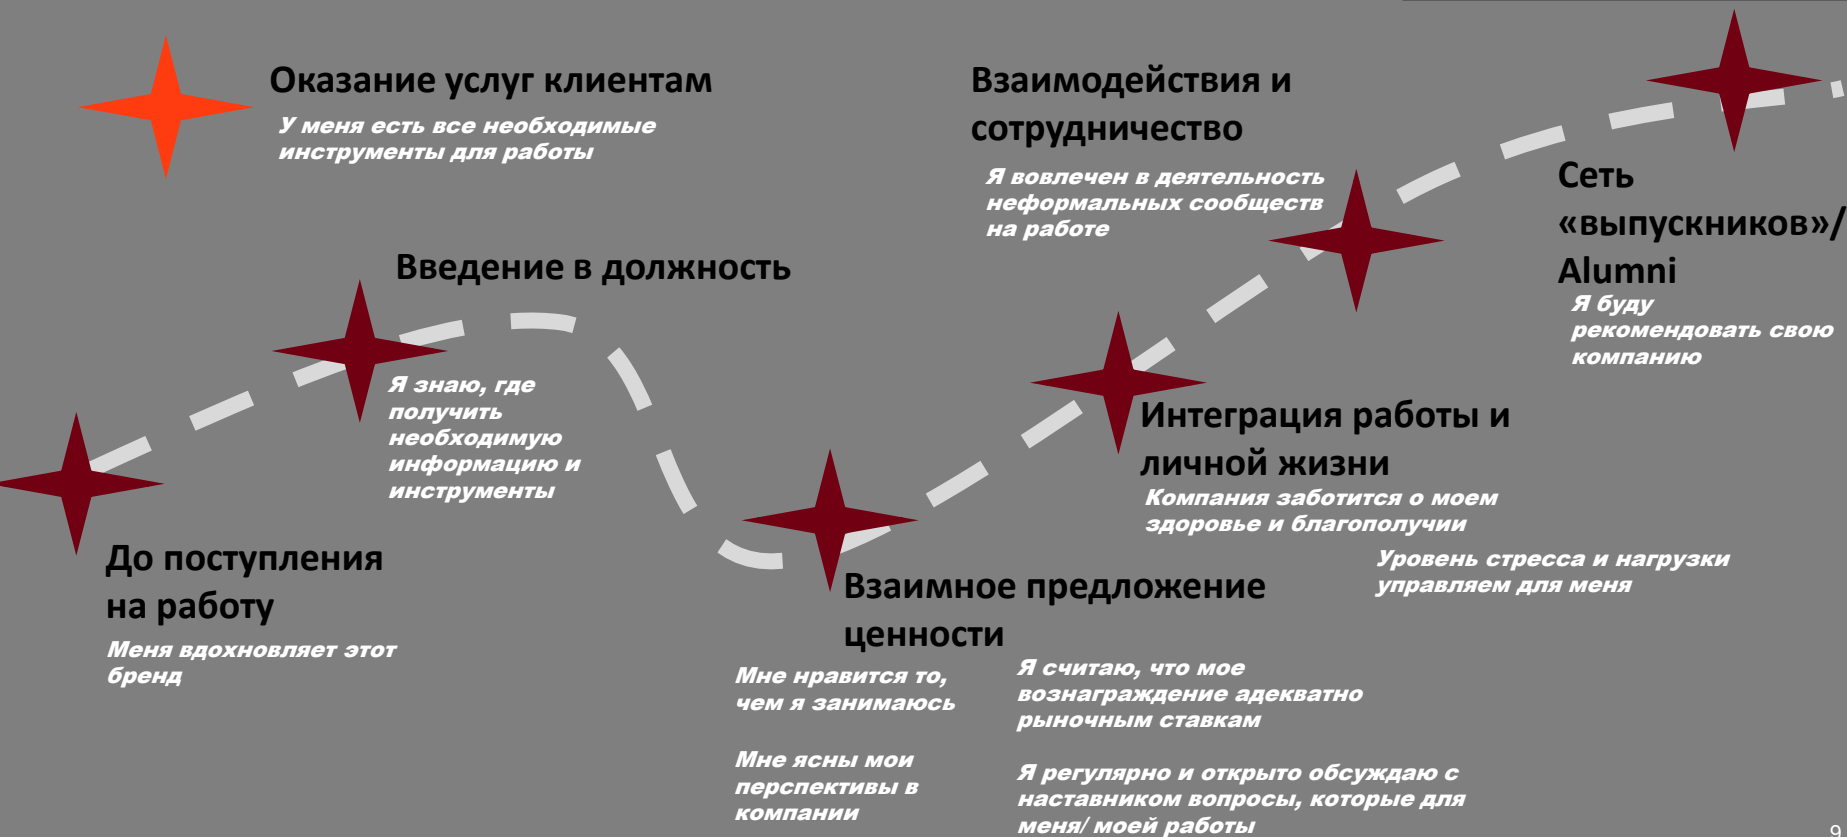 Оказание услуг клиентам
У меня есть все необходимые
инструменты для работы
Взаимодействия и
сотрудничество
Я вовлечен в деятельность
неформальных сообществ
на работе
Сеть
«выпускников»/
Alumni
Я буду
рекомендовать свою
компанию
Введение в должность
Я знаю, где
получить
необходимую
информацию и
инструменты
Интеграция работы и
личной жизни
Компания заботится о моем
здоровье и благополучии
Уровень стресса и нагрузки
управляем для меня
До поступления
на работу
Меня вдохновляет этот
бренд
Взаимное предложение
ценности
Мне нравится то,
чем я занимаюсь
Я считаю, что мое
вознаграждение адекватно
рыночным ставкам
Мне ясны мои
перспективы в
компании
Я регулярно и открыто обсуждаю с
наставником вопросы, которые для
меня/ моей работы
9